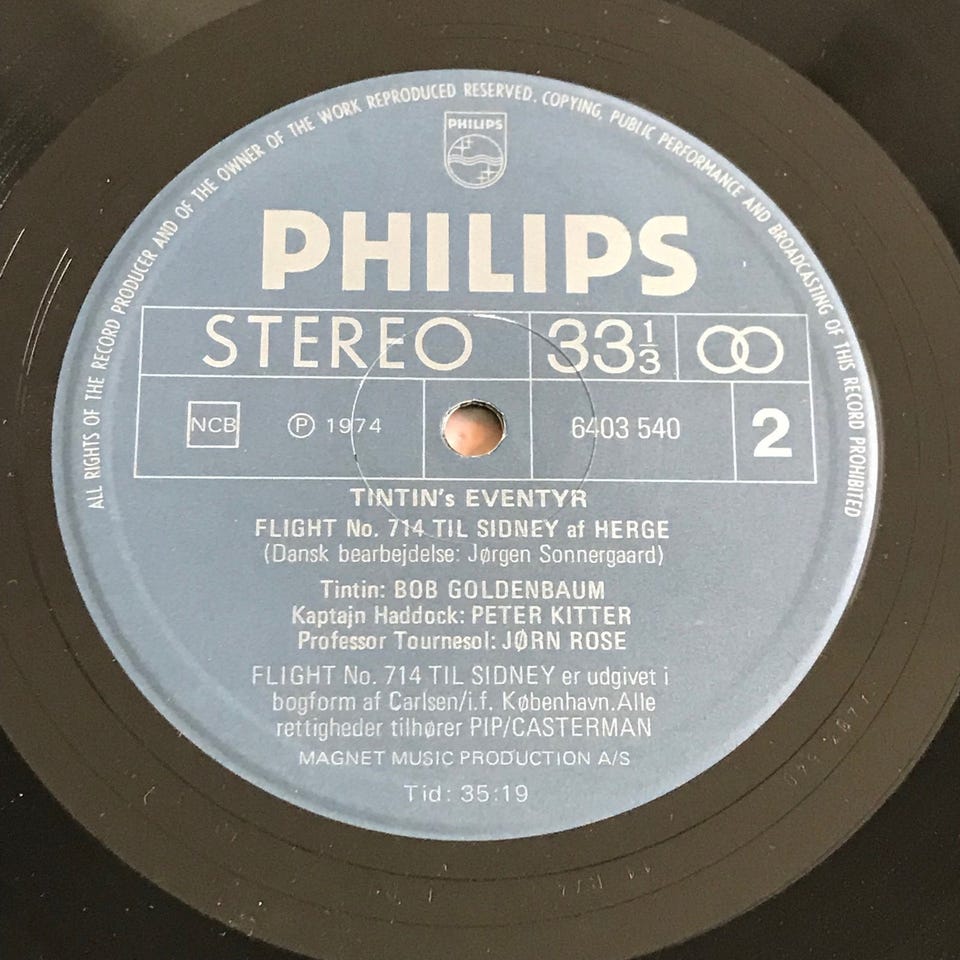 ALL RIGHTS OF THE RECORD PRODUCER AND OF THE OWNER OF THE WORK REPRODUCED RESERVED. COPYING, PUBLIC PERFORMANCE AND BROADCASTING OF THIS RECORD PROHIBITED
PHILIPS
PHILIPS
STEREO 33 1/3
NCB Ⓟ 1974 6403 540 2
TINTIN's EVENTYR
FLIGHT No. 714 TIL SIDNEY af HERGE
(Dansk bearbejdelse: Jørgen Sonnergaard)
Tintin: BOB GOLDENBAUM
Kaptajn Haddock: PETER KITTER
Professor Tournesol: JØRN ROSE
FLIGHT No. 714 TIL SIDNEY er udgivet i
bogform af Carlsen/i.f. København.Alle
rettigheder tilhører PIP/CASTERMAN
MAGNET MUSIC PRODUCTION A/S
Tid: 35:19